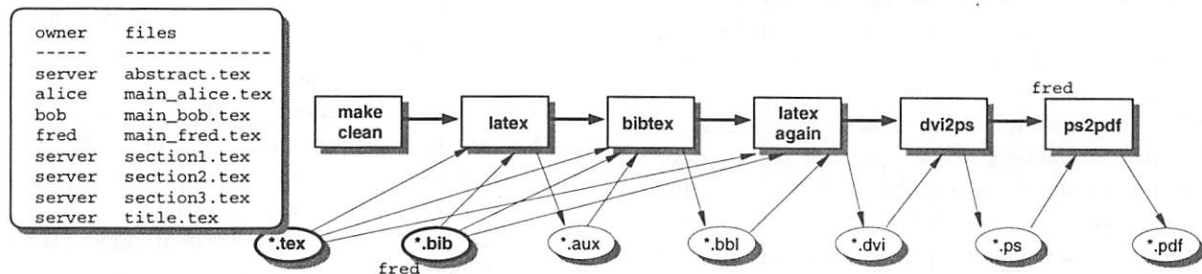 owner files
----- --------------
server abstract.tex
alice main_alice.tex
bob main_bob.tex
fred main_fred.tex
server section1.tex
server section2.tex
server section3.tex
server title.tex
make
clean
latex
bibtex
latex
again
dvi2ps
fred
ps2pdf
*.tex
*.bib
fred
*.aux
*.bbl
*.dvi
*.ps
*.pdf